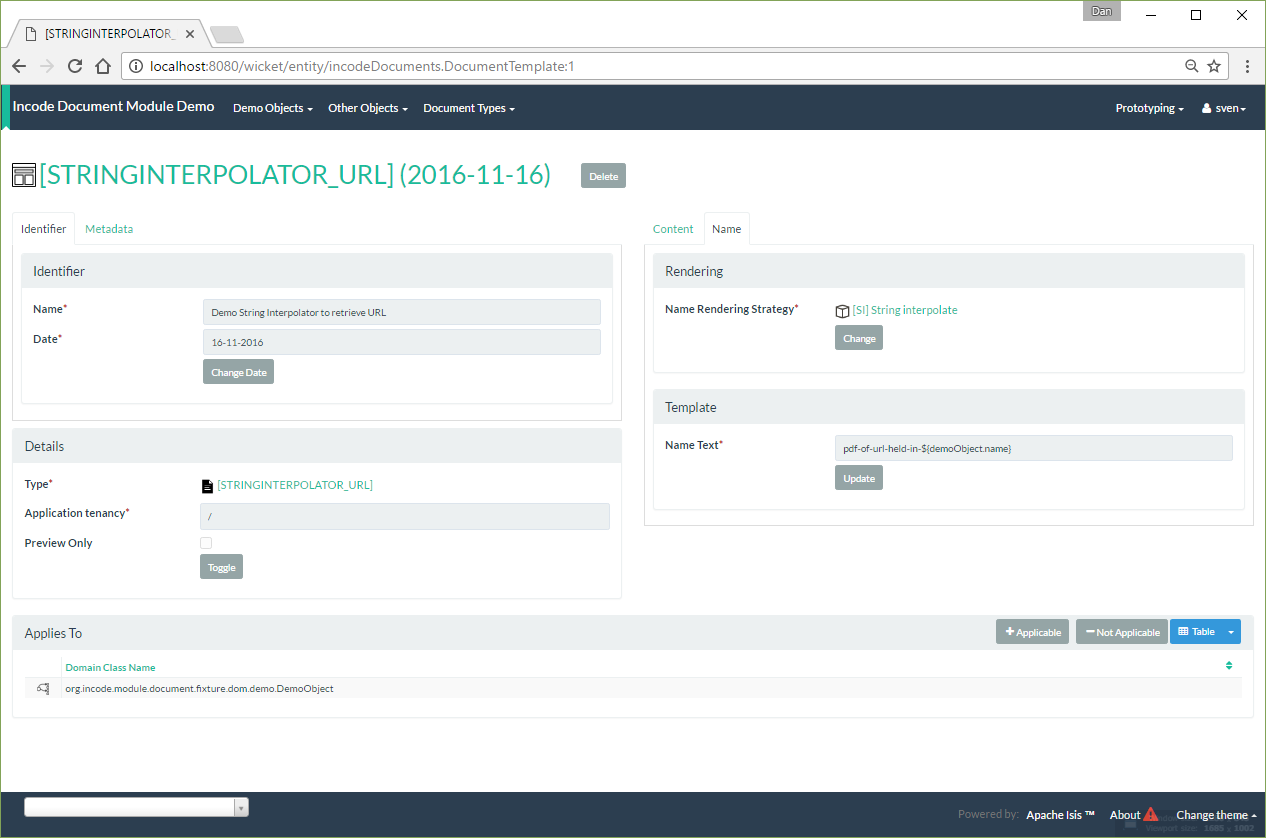 Dan
[STRINGINTERPOLATOR_
localhost:8080/wicket/entity/incodeDocuments.DocumentTemplate:1
Incode Document Module Demo Demo Objects Other Objects Document Types Prototyping sven
[STRINGINTERPOLATOR_URL] (2016-11-16) Delete
Identifier Metadata
Identifier
Name* Demo String Interpolator to retrieve URL
Date* 16-11-2016
Change Date
Details
Type* [STRINGINTERPOLATOR_URL]
Application tenancy* /
Preview Only
Toggle
Content Name
Rendering
Name Rendering Strategy* [SI] String interpolate
Change
Template
Name Text* pdf-of-url-held-in-${demoObject.name}
Update
Applies To + Applicable − Not Applicable Table
Domain Class Name
org.incode.module.document.fixture.dom.demo.DemoObject
Powered by: Apache Isis ™ About Change theme
Viewport size: 1686 x 1002